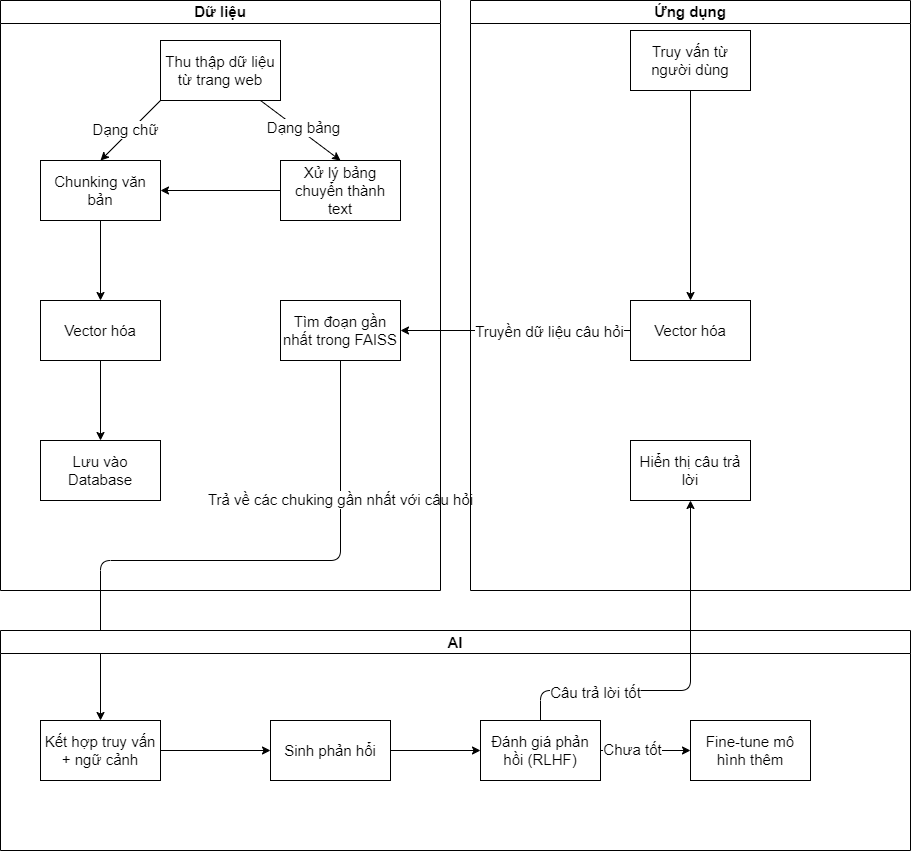 Dữ liệu
Thu thập dữ liệu
từ trang web
Dạng chữ
Dạng bảng
Chunking văn
bản
Xử lý bảng
chuyển thành
text
Vector hóa
Tìm đoạn gần
nhất trong FAISS
Lưu vào
Database
Trả về các chuking gần nhất với câu hỏi
Ứng dụng
Truy vấn từ
người dùng
Truyền dữ liệu câu hỏi
Vector hóa
Hiển thị câu trả
lời
AI
Câu trả lời tốt
Kết hợp truy vấn
+ ngữ cảnh
Sinh phản hồi
Đánh giá phản
hồi (RLHF)
Chưa tốt
Fine-tune mô
hình thêm